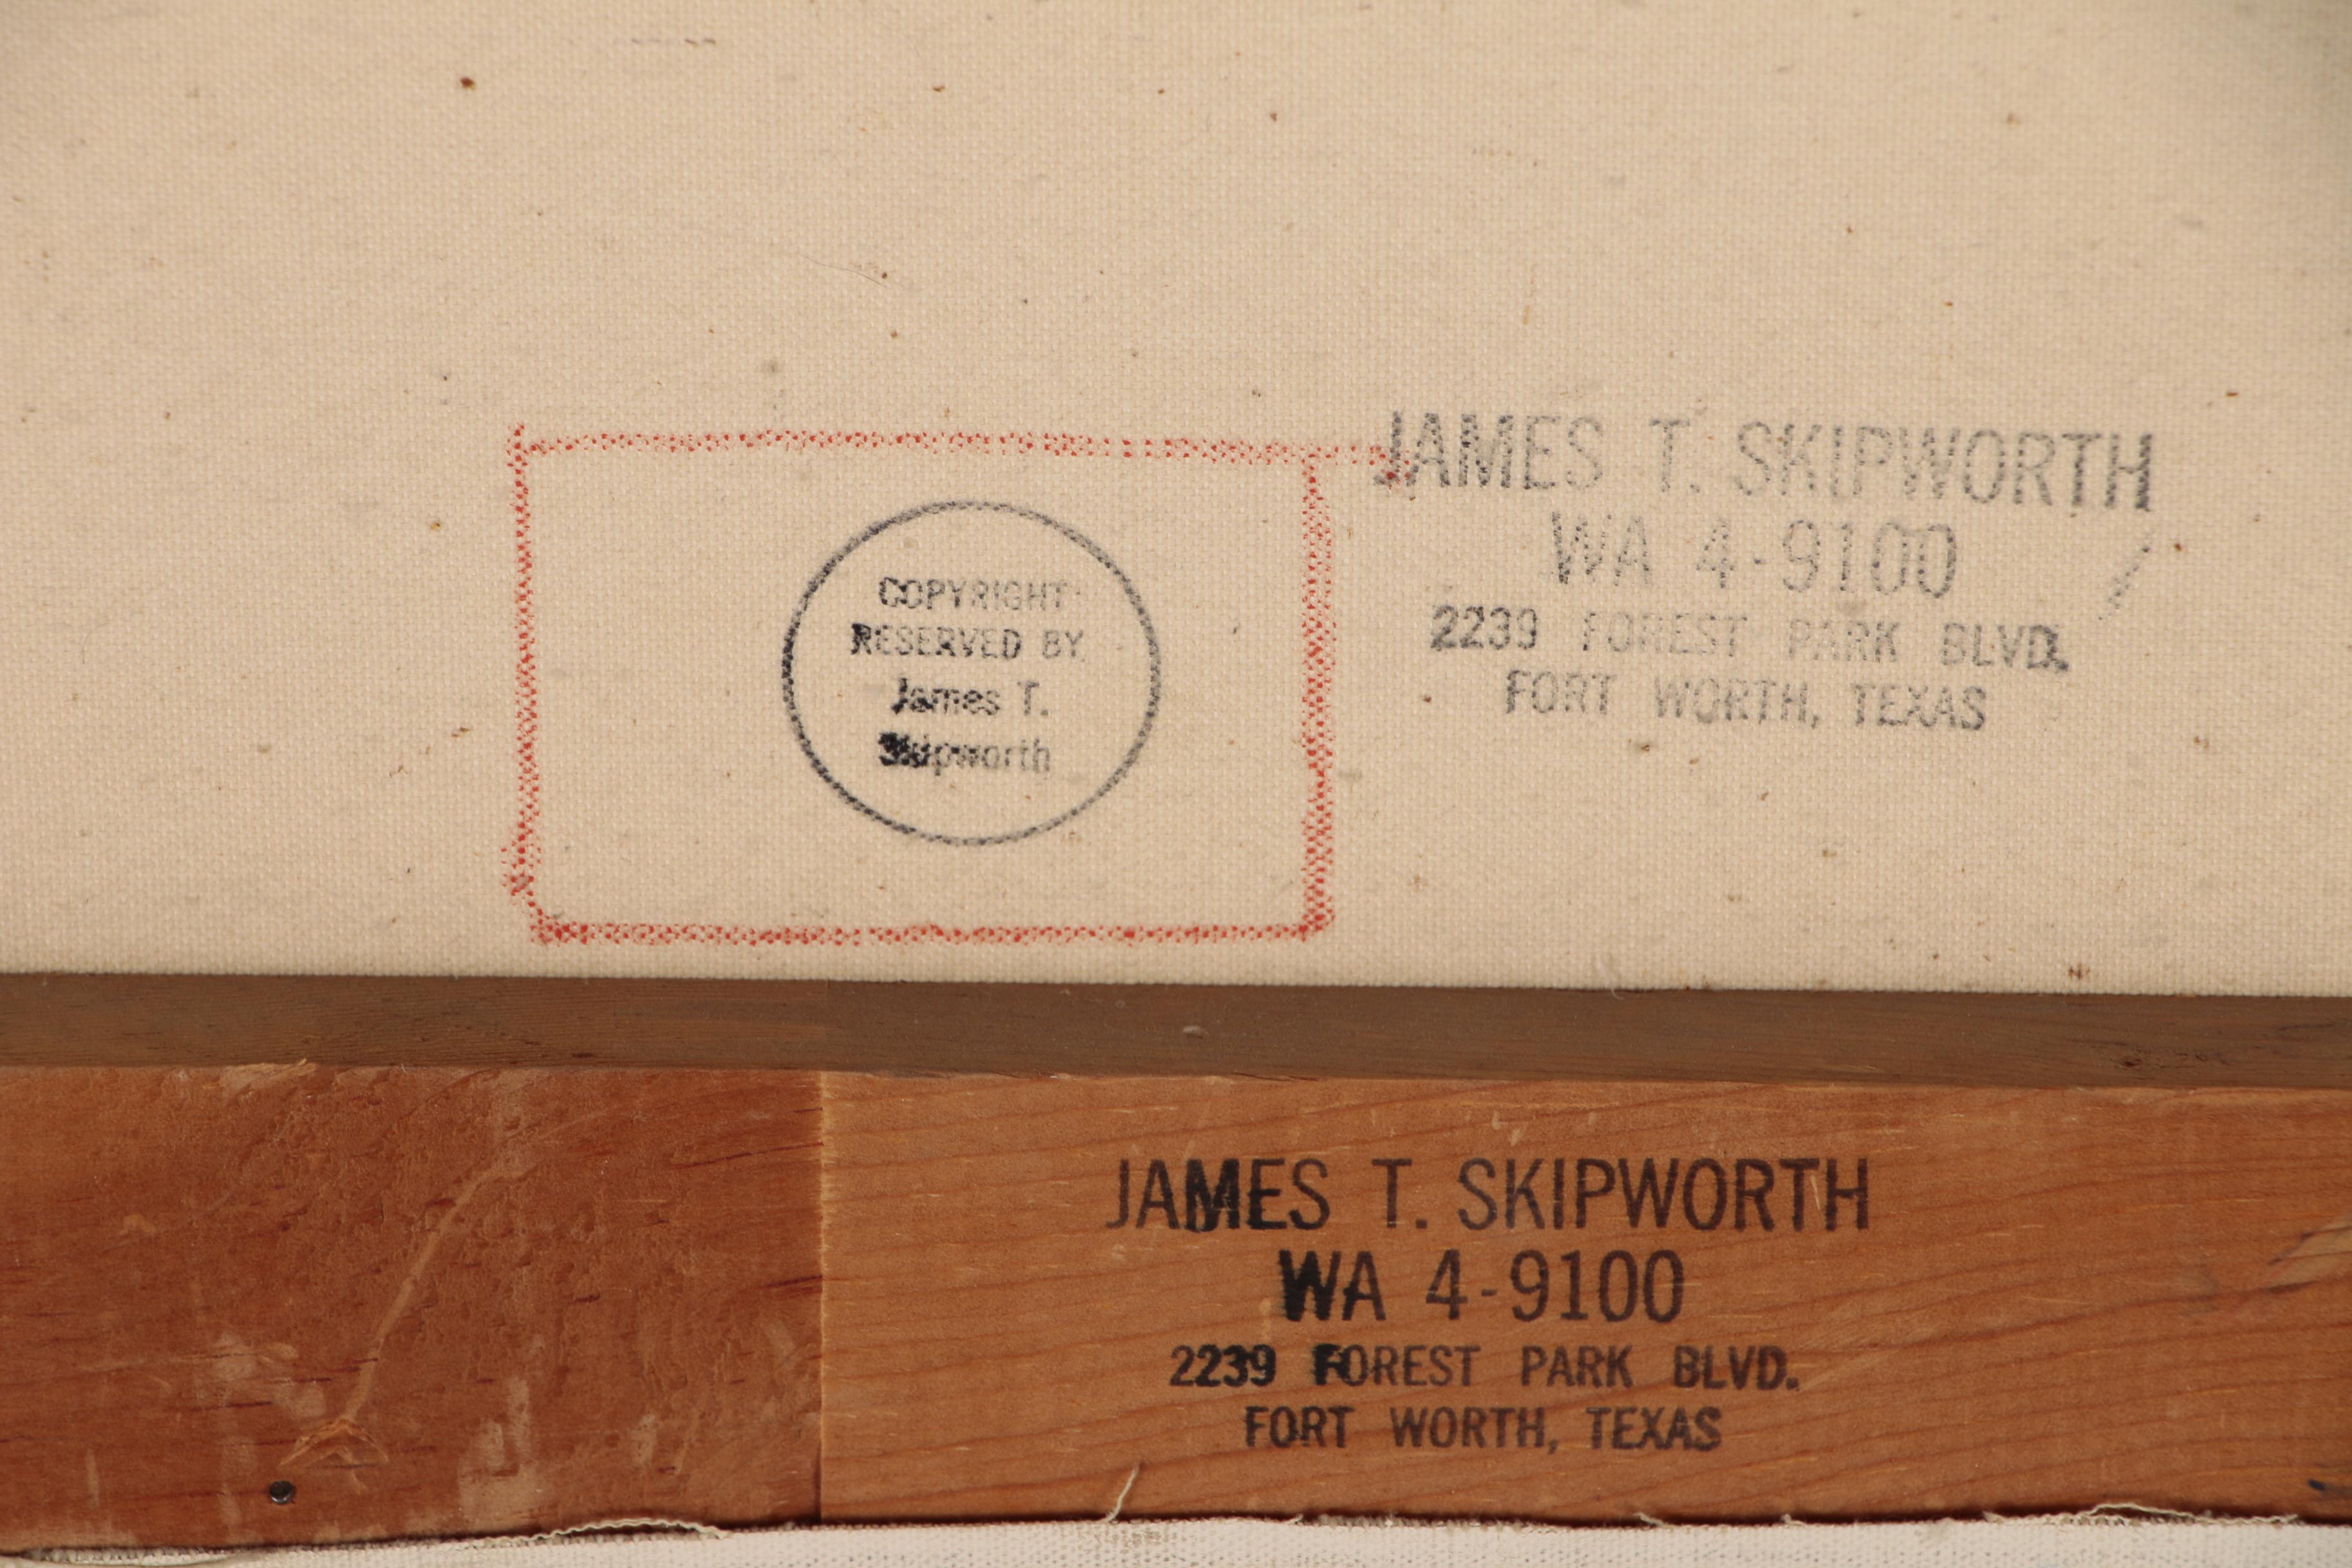 COPYRIGHT
RESERVED BY
James T.
Skipworth
JAMES T. SKIPWORTH
WA 4-9100
2239 FOREST PARK BLVD.
FORT WORTH, TEXAS
JAMES T. SKIPWORTH
WA 4-9100
2239 FOREST PARK BLVD.
FORT WORTH, TEXAS